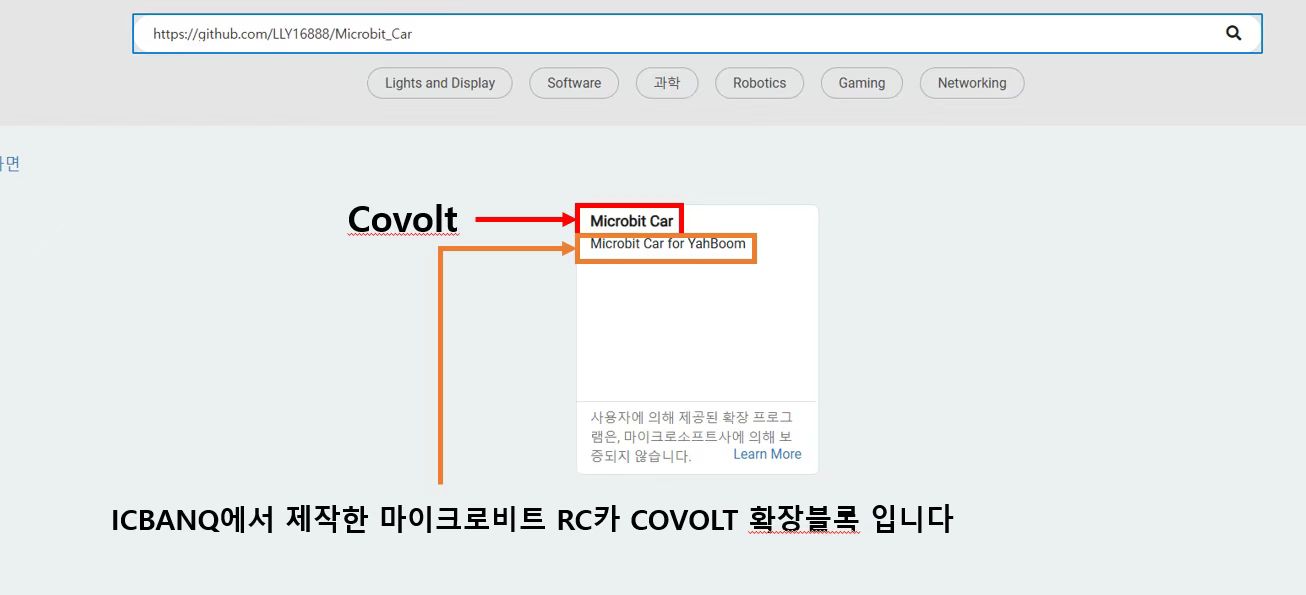 https://github.com/LLY16888/Microbit_Car
Lights and Display
Software
과학
Robotics
Gaming
Networking
면
Covolt
Microbit Car
Microbit Car for YahBoom
사용자에 의해 제공된 확장 프로그
램은, 마이크로소프트사에 의해 보
증되지 않습니다.
Learn More
ICBANQ에서 제작한 마이크로비트 RC카 COVOLT 확장블록 입니다